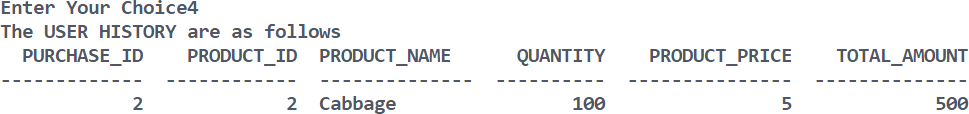 Enter Your Choice4
The USER HISTORY are as follows
  PURCHASE_ID    PRODUCT_ID  PRODUCT_NAME      QUANTITY    PRODUCT_PRICE    TOTAL_AMOUNT
-------------  ------------  --------------  ----------  ---------------  --------------
            2             2  Cabbage                100                5             500